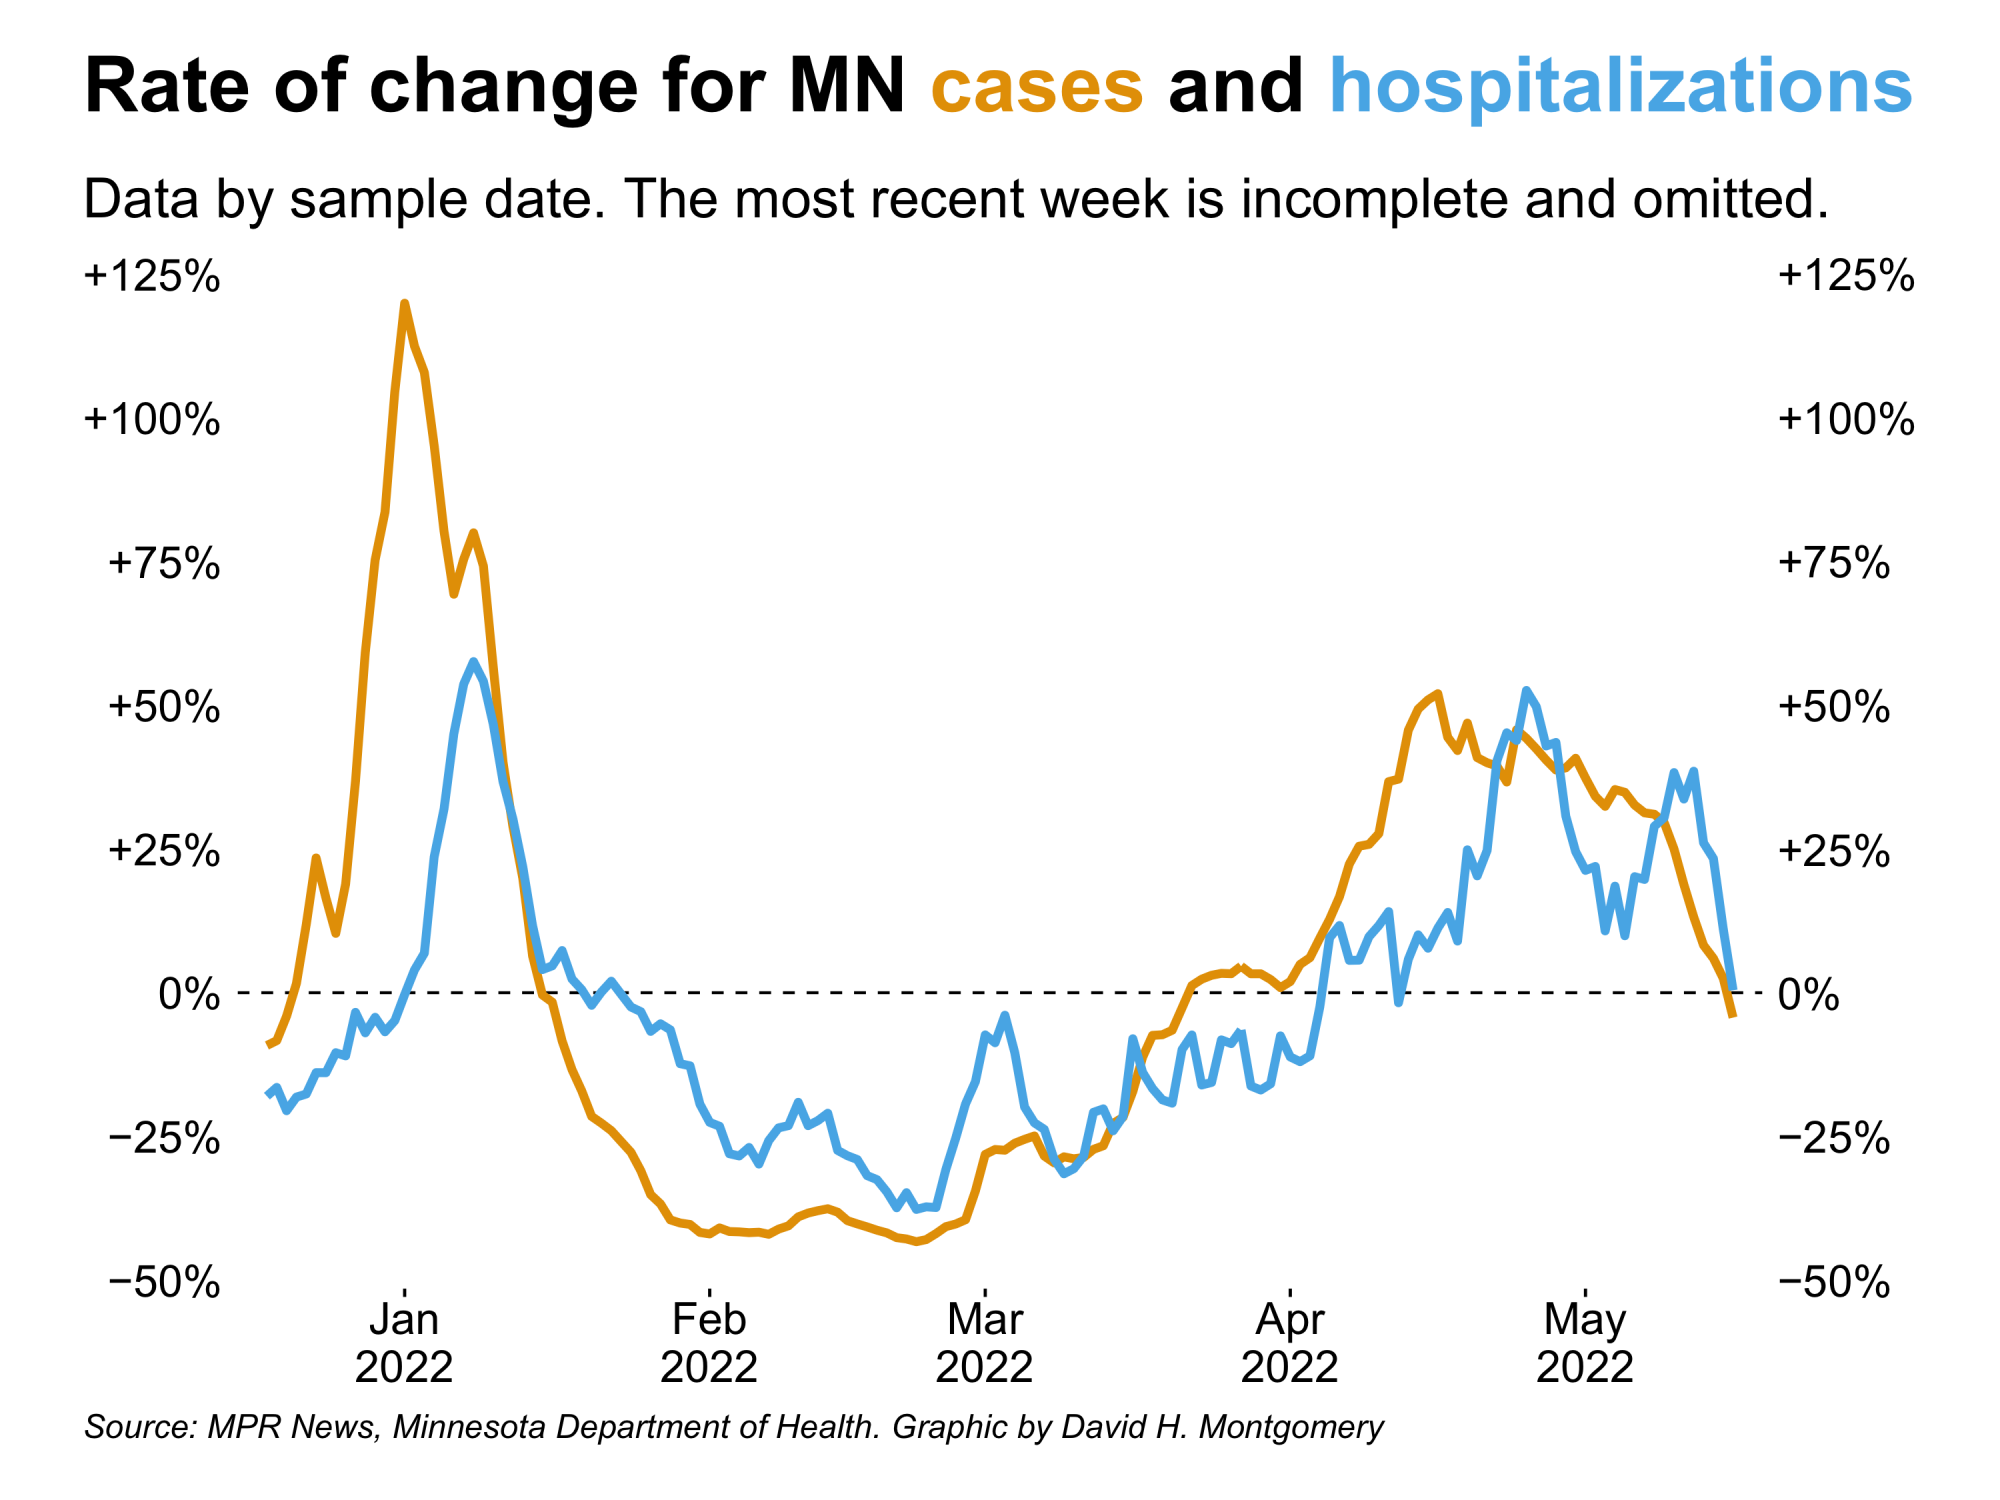 Rate of change for MN cases and hospitalizations
Data by sample date. The most recent week is incomplete and omitted.
+125% +125%
+100% +100%
+75% +75%
+50% +50%
+25% +25%
0% 0%
−25% −25%
−50% −50%
Jan Feb Mar Apr May
2022 2022 2022 2022 2022
Source: MPR News, Minnesota Department of Health. Graphic by David H. Montgomery